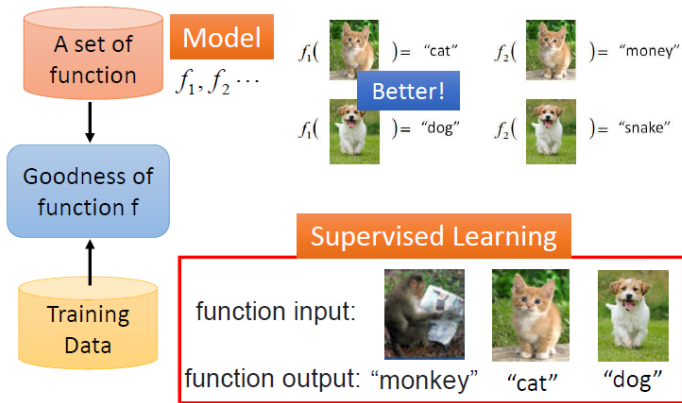 A set of
function
Model
f₁, f₂ ⋯
f₁( )= “cat”
f₂( )= “money”
Better!
f₁( )= “dog”
f₂( )= “snake”
Goodness of
function f
Training
Data
Supervised Learning
function input:
function output: “monkey” “cat” “dog”